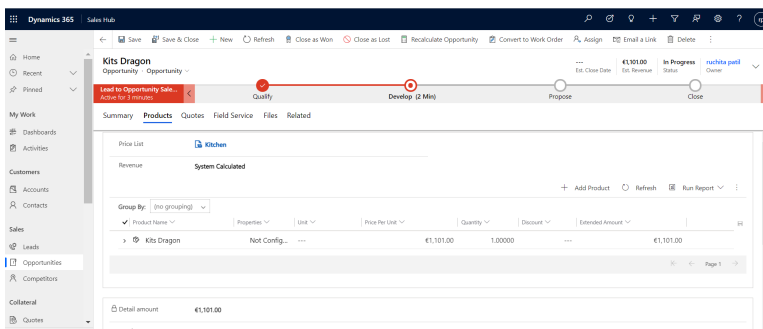 Dynamics 365 Sales Hub
Save Save & Close New Refresh Close as Won Close as Lost Recalculate Opportunity Convert to Work Order Assign Email a Link Delete
Home
Recent
Pinned
My Work
Dashboards
Activities
Customers
Accounts
Contacts
Sales
Leads
Opportunities
Competitors
Collateral
Quotes
Kits Dragon
Opportunity · Opportunity
--- €1,101.00 In Progress ruchita patil
Est. Close Date Est. Revenue Status Owner
Lead to Opportunity Sale...
Active for 3 minutes
Qualify Develop (2 Min) Propose Close
Summary Products Quotes Field Service Files Related
Price List Kitchen
Revenue System Calculated
+ Add Product Refresh Run Report
Group By: (no grouping)
Product Name Properties Unit Price Per Unit Quantity Discount Extended Amount
Kits Dragon Not Config... --- €1,101.00 1.00000 --- €1,101.00
Page 1
Detail amount €1,101.00